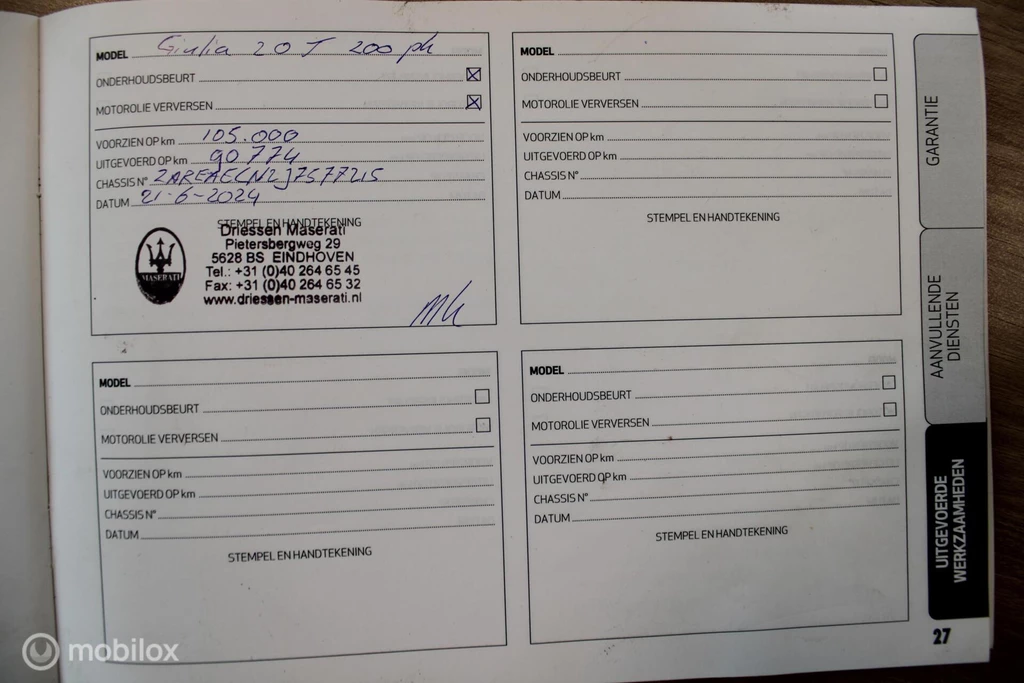 MODEL Giulia 2.0 T 200 pk
ONDERHOUDSBEURT
MOTOROLIE VERVERSEN
VOORZIEN OP km 105.000
UITGEVOERD OP km 90774
CHASSIS N° ZAREAECN2J7577215
DATUM 21-6-2024
STEMPEL EN HANDTEKENING
Driessen Maserati
Pietersbergweg 29
5628 BS EINDHOVEN
Tel.: +31 (0)40 264 65 45
Fax: +31 (0)40 264 65 32
www.driessen-maserati.nl
MASERATI
MODEL
ONDERHOUDSBEURT
MOTOROLIE VERVERSEN
VOORZIEN OP km
UITGEVOERD OP km
CHASSIS N°
DATUM
STEMPEL EN HANDTEKENING
MODEL
ONDERHOUDSBEURT
MOTOROLIE VERVERSEN
VOORZIEN OP km
UITGEVOERD OP km
CHASSIS N°
DATUM
STEMPEL EN HANDTEKENING
MODEL
ONDERHOUDSBEURT
MOTOROLIE VERVERSEN
VOORZIEN OP km
UITGEVOERD OP km
CHASSIS N°
DATUM
STEMPEL EN HANDTEKENING
GARANTIE
AANVULLENDE
DIENSTEN
UITGEVOERDE
WERKZAAMHEDEN
27
mobilox